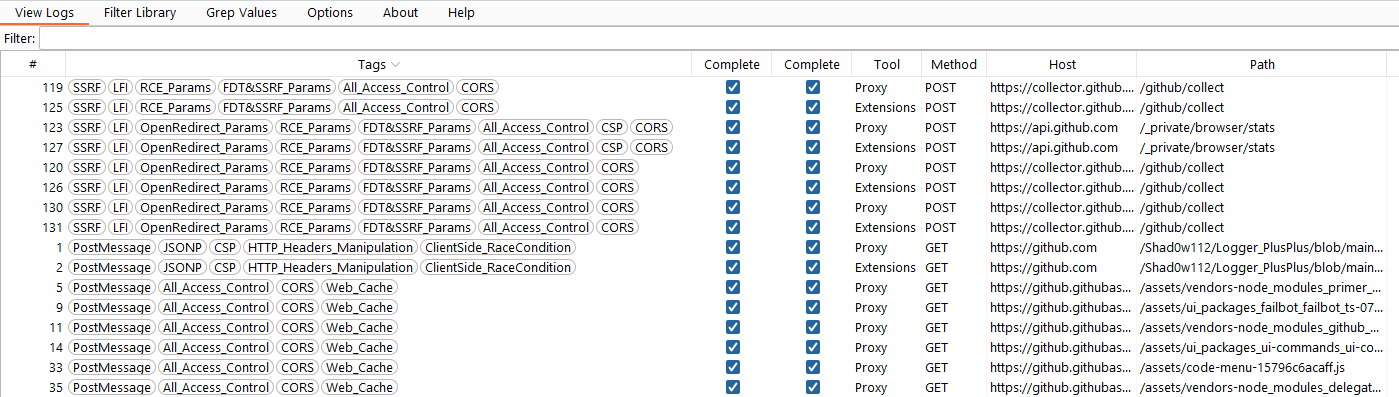 View Logs Filter Library Grep Values Options About Help
Filter:
# Tags Complete Complete Tool Method Host Path
119 SSRF LFI RCE_Params FDT&SSRF_Params All_Access_Control CORS Proxy POST https://collector.github.... /github/collect
125 SSRF LFI RCE_Params FDT&SSRF_Params All_Access_Control CORS Extensions POST https://collector.github.... /github/collect
123 SSRF LFI OpenRedirect_Params RCE_Params FDT&SSRF_Params All_Access_Control CSP CORS Proxy POST https://api.github.com /_private/browser/stats
127 SSRF LFI OpenRedirect_Params RCE_Params FDT&SSRF_Params All_Access_Control CSP CORS Extensions POST https://api.github.com /_private/browser/stats
120 SSRF LFI OpenRedirect_Params RCE_Params FDT&SSRF_Params All_Access_Control CORS Proxy POST https://collector.github.... /github/collect
126 SSRF LFI OpenRedirect_Params RCE_Params FDT&SSRF_Params All_Access_Control CORS Extensions POST https://collector.github.... /github/collect
130 SSRF LFI OpenRedirect_Params RCE_Params FDT&SSRF_Params All_Access_Control CORS Proxy POST https://collector.github.... /github/collect
131 SSRF LFI OpenRedirect_Params RCE_Params FDT&SSRF_Params All_Access_Control CORS Extensions POST https://collector.github.... /github/collect
1 PostMessage JSONP CSP HTTP_Headers_Manipulation ClientSide_RaceCondition Proxy GET https://github.com /Shad0w112/Logger_PlusPlus/blob/main...
2 PostMessage JSONP CSP HTTP_Headers_Manipulation ClientSide_RaceCondition Extensions GET https://github.com /Shad0w112/Logger_PlusPlus/blob/main...
5 PostMessage All_Access_Control CORS Web_Cache Proxy GET https://github.githubas... /assets/vendors-node_modules_primer_...
9 PostMessage All_Access_Control CORS Web_Cache Proxy GET https://github.githubas... /assets/ui_packages_failbot_failbot_ts-07...
11 PostMessage All_Access_Control CORS Web_Cache Proxy GET https://github.githubas... /assets/vendors-node_modules_github_...
14 PostMessage All_Access_Control CORS Web_Cache Proxy GET https://github.githubas... /assets/ui_packages_ui-commands_ui-co...
33 PostMessage All_Access_Control CORS Web_Cache Proxy GET https://github.githubas... /assets/code-menu-15796c6acaff.js
35 PostMessage All_Access_Control CORS Web_Cache Proxy GET https://github.githubas... /assets/vendors-node_modules_delegat...